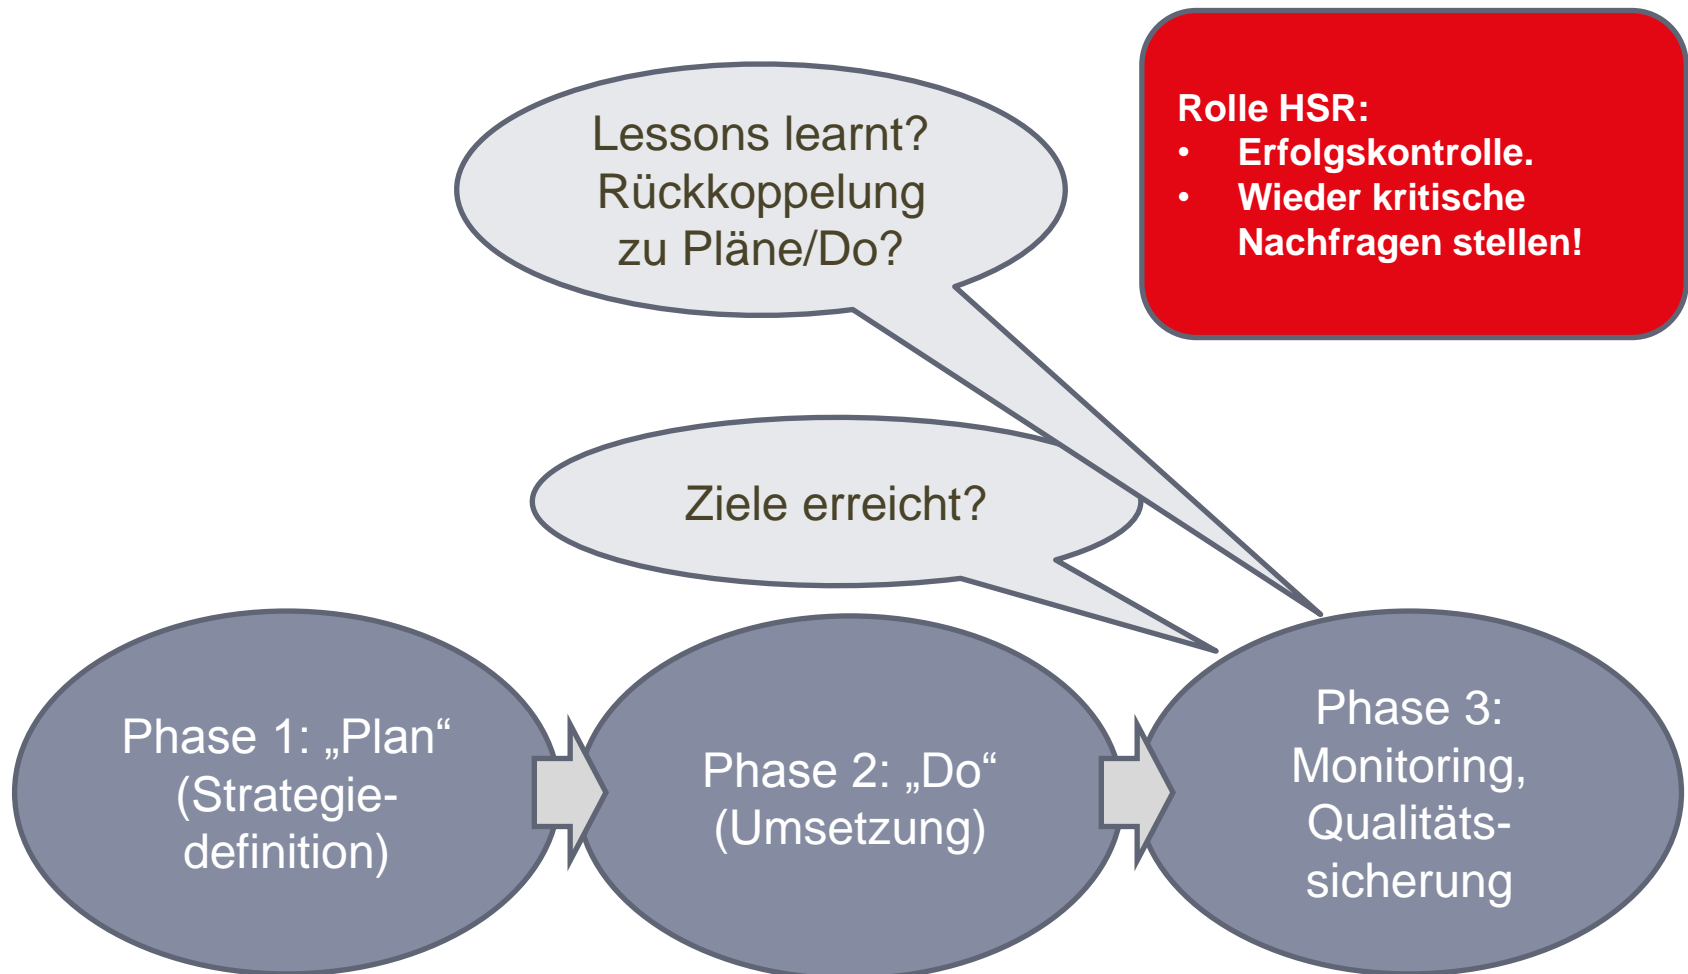 Rolle HSR:
• Erfolgskontrolle.
• Wieder kritische
Nachfragen stellen!
Lessons learnt?
Rückkoppelung
zu Pläne/Do?
Ziele erreicht?
Phase 1: „Plan“
(Strategie-
definition)
Phase 2: „Do“
(Umsetzung)
Phase 3:
Monitoring,
Qualitäts-
sicherung